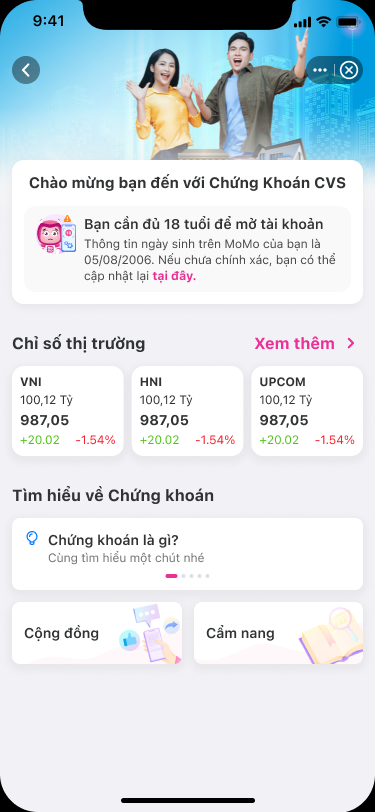 9:41
Chào mừng bạn đến với Chứng Khoán CVS
Bạn cần đủ 18 tuổi để mở tài khoản
Thông tin ngày sinh trên MoMo của bạn là
05/08/2006. Nếu chưa chính xác, bạn có thể
cập nhật lại tại đây.
Chỉ số thị trường
Xem thêm
VNI
100,12 Tỷ
987,05
+20.02 -1.54%
HNI
100,12 Tỷ
987,05
+20.02 -1.54%
UPCOM
100,12 Tỷ
987,05
+20.02 -1.54%
Tìm hiểu về Chứng khoán
Chứng khoán là gì?
Cùng tìm hiểu một chút nhé
Cộng đồng
Cẩm nang